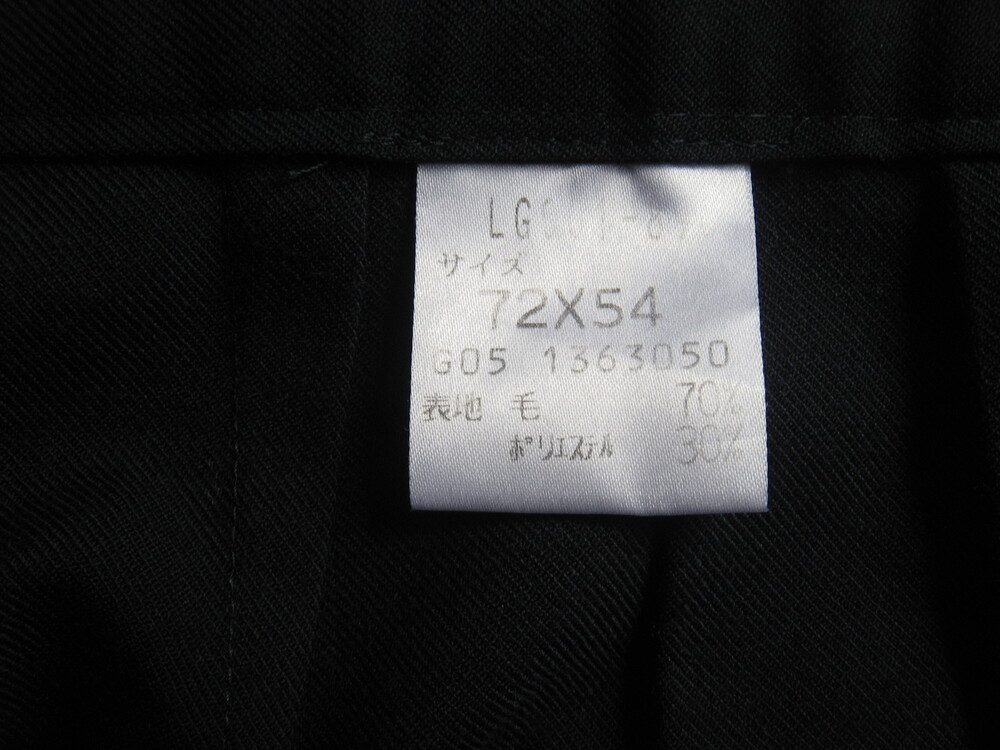 サイズ
72X54
G05 1363050
表地 毛 70%
ポリエステル 30%